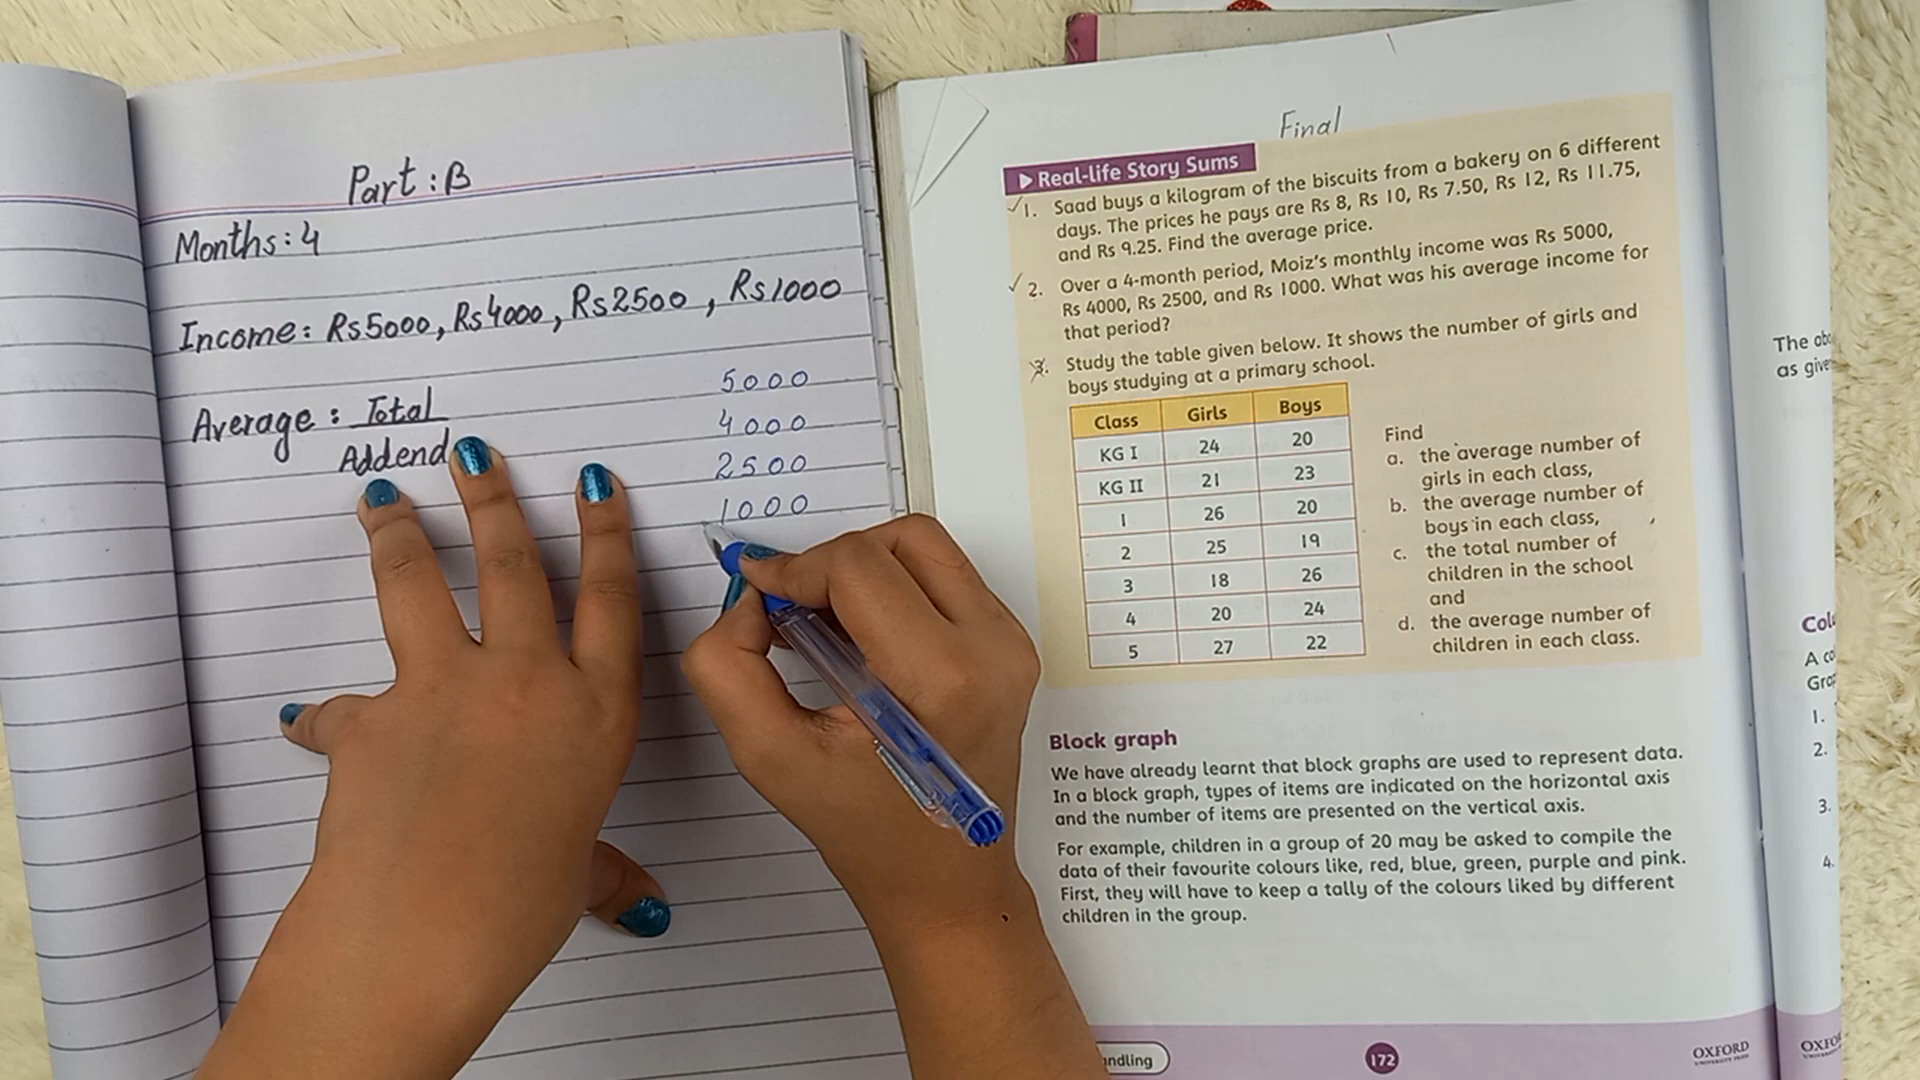 Part : B
Months : 4
Income : Rs5000, Rs4000, Rs2500, Rs1000
Average : Total
Addend
5000
4000
2500
1000
Final
Real-life Story Sums
1. Saad buys a kilogram of the biscuits from a bakery on 6 different
days. The prices he pays are Rs 8, Rs 10, Rs 7.50, Rs 12, Rs 11.75,
and Rs 9.25. Find the average price.
2. Over a 4-month period, Moiz's monthly income was Rs 5000,
Rs 4000, Rs 2500, and Rs 1000. What was his average income for
that period?
3. Study the table given below. It shows the number of girls and
boys studying at a primary school.
Class Girls Boys
KG I 24 20
KG II 21 23
1 26 20
2 25 19
3 18 26
4 20 24
5 27 22
Find
a. the average number of
girls in each class,
b. the average number of
boys in each class,
c. the total number of
children in the school
and
d. the average number of
children in each class.
Block graph
We have already learnt that block graphs are used to represent data.
In a block graph, types of items are indicated on the horizontal axis
and the number of items are presented on the vertical axis.
For example, children in a group of 20 may be asked to compile the
data of their favourite colours like, red, blue, green, purple and pink.
First, they will have to keep a tally of the colours liked by different
children in the group.
172
OXFORD
UNIVERSITY PRESS
The
as
A
1.
2.
3.
4.